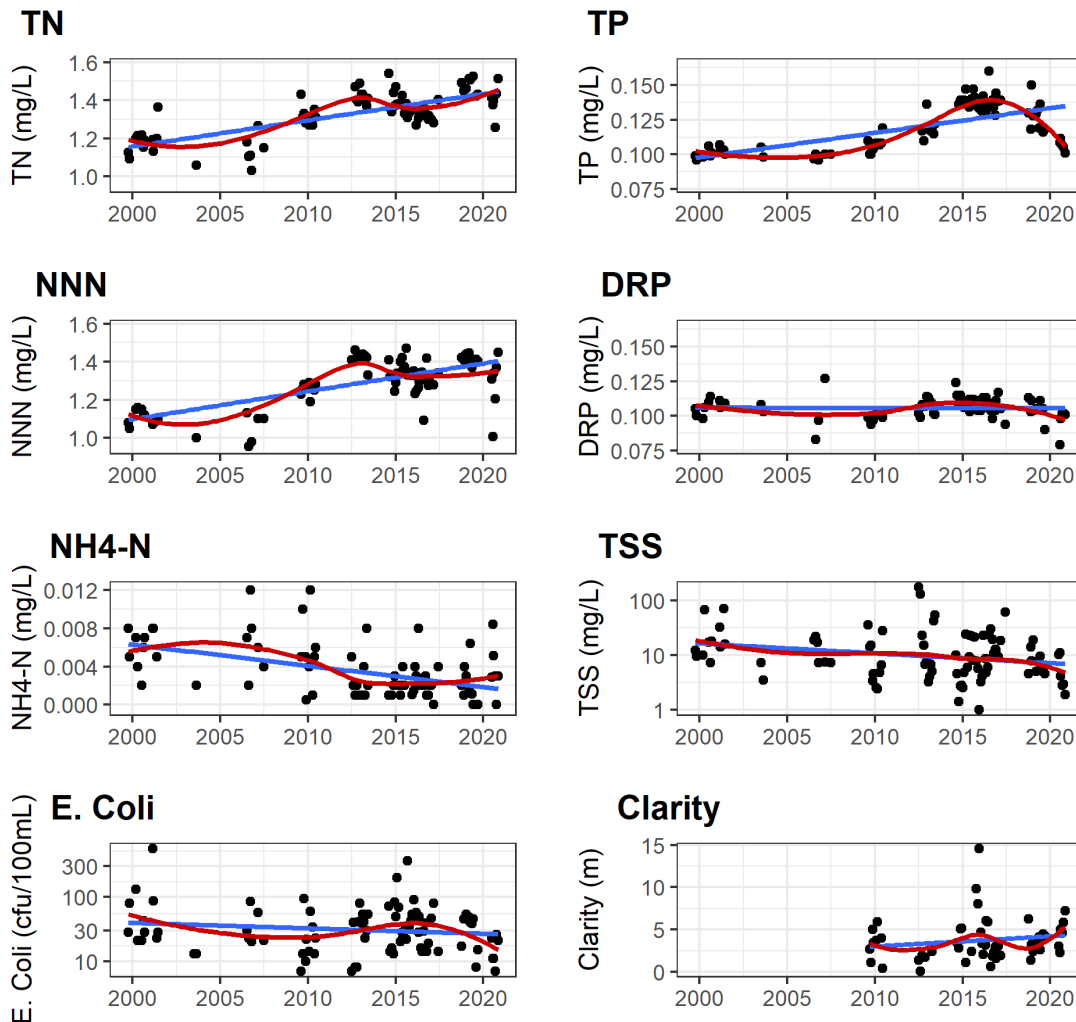 TN
TN (mg/L)
1.6
1.4
1.2
1.0
2000 2005 2010 2015 2020
TP
TP (mg/L)
0.150
0.125
0.100
0.075
2000 2005 2010 2015 2020
NNN
NNN (mg/L)
1.6
1.4
1.2
1.0
2000 2005 2010 2015 2020
DRP
DRP (mg/L)
0.150
0.125
0.100
0.075
2000 2005 2010 2015 2020
NH4-N
NH4-N (mg/L)
0.012
0.008
0.004
0.000
2000 2005 2010 2015 2020
TSS
TSS (mg/L)
100
10
1
2000 2005 2010 2015 2020
E. Coli
E. Coli (cfu/100mL)
300
100
30
10
2000 2005 2010 2015 2020
Clarity
Clarity (m)
15
10
5
0
2000 2005 2010 2015 2020